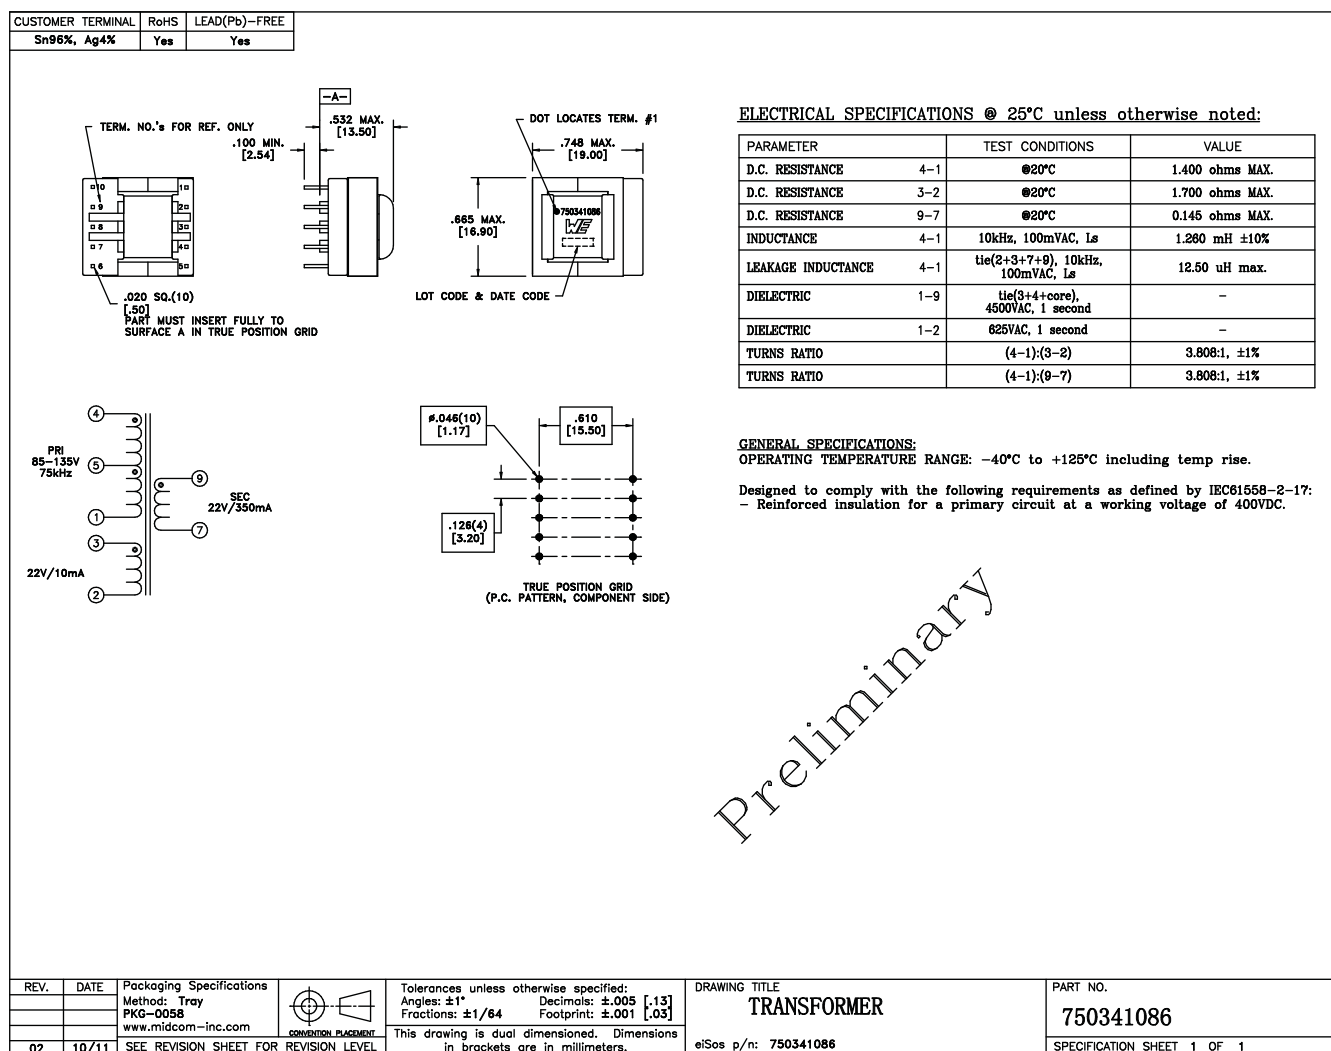 CUSTOMER TERMINAL RoHS LEAD(Pb)-FREE
Sn96%, Ag4% Yes Yes
-A-
.532 MAX.
[13.50]
.100 MIN.
[2.54]
TERM. NO.'s FOR REF. ONLY
10 1
9 2
8 3
7 4
6 5
.020 SQ.(10)
[.50]
PART MUST INSERT FULLY TO
SURFACE A IN TRUE POSITION GRID
DOT LOCATES TERM. #1
.748 MAX.
[19.00]
.665 MAX.
[16.90]
750341086
WE
LOT CODE & DATE CODE
ELECTRICAL SPECIFICATIONS @ 25°C unless otherwise noted:
PARAMETER TEST CONDITIONS VALUE
D.C. RESISTANCE 4-1 @20°C 1.400 ohms MAX.
D.C. RESISTANCE 3-2 @20°C 1.700 ohms MAX.
D.C. RESISTANCE 9-7 @20°C 0.145 ohms MAX.
INDUCTANCE 4-1 10kHz, 100mVAC, Ls 1.260 mH ±10%
LEAKAGE INDUCTANCE 4-1 tie(2+3+7+9), 10kHz, 100mVAC, Ls 12.50 uH max.
DIELECTRIC 1-9 tie(3+4+core), 4500VAC, 1 second -
DIELECTRIC 1-2 625VAC, 1 second -
TURNS RATIO (4-1):(3-2) 3.808:1, ±1%
TURNS RATIO (4-1):(9-7) 3.808:1, ±1%
GENERAL SPECIFICATIONS:
OPERATING TEMPERATURE RANGE: -40°C to +125°C including temp rise.
Designed to comply with the following requirements as defined by IEC61558-2-17:
- Reinforced insulation for a primary circuit at a working voltage of 400VDC.
4
PRI
85-135V
75kHz
5
1
3
22V/10mA
2
9
SEC
22V/350mA
7
ø.046(10)
[1.17]
.610
[15.50]
.126(4)
[3.20]
TRUE POSITION GRID
(P.C. PATTERN, COMPONENT SIDE)
Preliminary
REV. DATE
02 10/11
Packaging Specifications
Method: Tray
PKG-0058
www.midcom-inc.com
CONVENTION PLACEMENT
SEE REVISION SHEET FOR REVISION LEVEL
Tolerances unless otherwise specified:
Angles: ±1° Decimals: ±.005 [.13]
Fractions: ±1/64 Footprint: ±.001 [.03]
This drawing is dual dimensioned. Dimensions
in brackets are in millimeters.
DRAWING TITLE
TRANSFORMER
eiSos p/n: 750341086
PART NO.
750341086
SPECIFICATION SHEET 1 OF 1